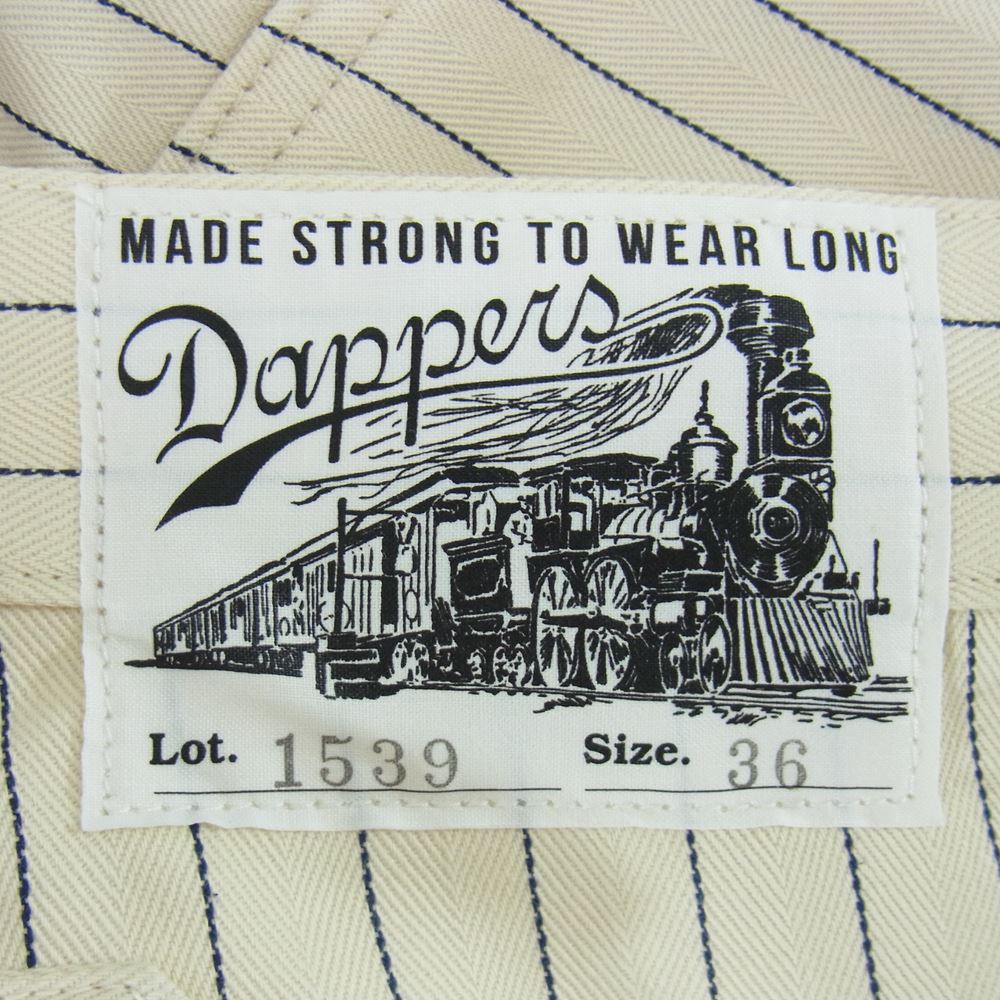 MADE STRONG TO WEAR LONG
Dappers
Lot. 1539 Size. 36